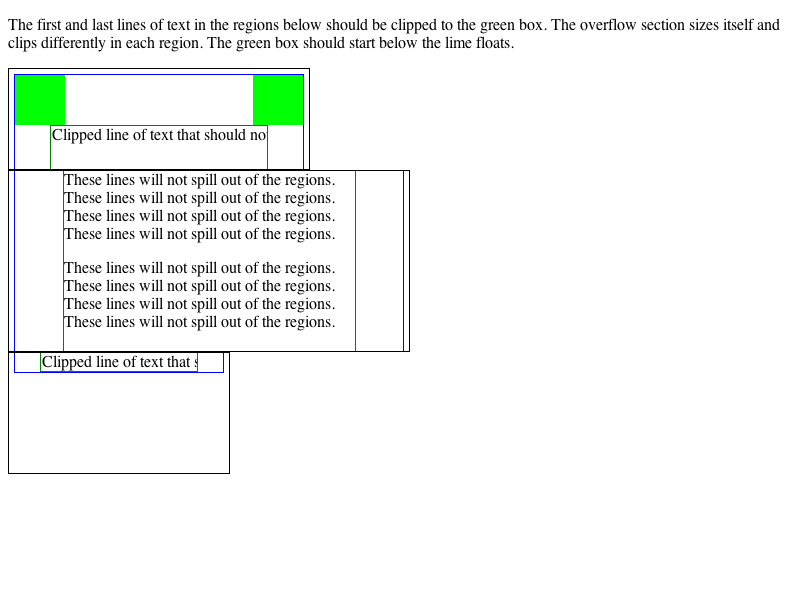 The first and last lines of text in the regions below should be clipped to the green box. The overflow section sizes itself and
clips differently in each region. The green box should start below the lime floats.
Clipped line of text that should no
These lines will not spill out of the regions.
These lines will not spill out of the regions.
These lines will not spill out of the regions.
These lines will not spill out of the regions.
These lines will not spill out of the regions.
These lines will not spill out of the regions.
These lines will not spill out of the regions.
These lines will not spill out of the regions.
Clipped line of text that